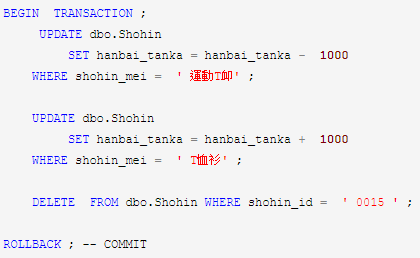 BEGIN TRANSACTION ;
UPDATE dbo.Shohin
SET hanbai_tanka = hanbai_tanka - 1000
WHERE shohin_mei = ' 運動T卹' ;
UPDATE dbo.Shohin
SET hanbai_tanka = hanbai_tanka + 1000
WHERE shohin_mei = ' T恤衫' ;
DELETE FROM dbo.Shohin WHERE shohin_id = ' 0015 ' ;
ROLLBACK ; -- COMMIT